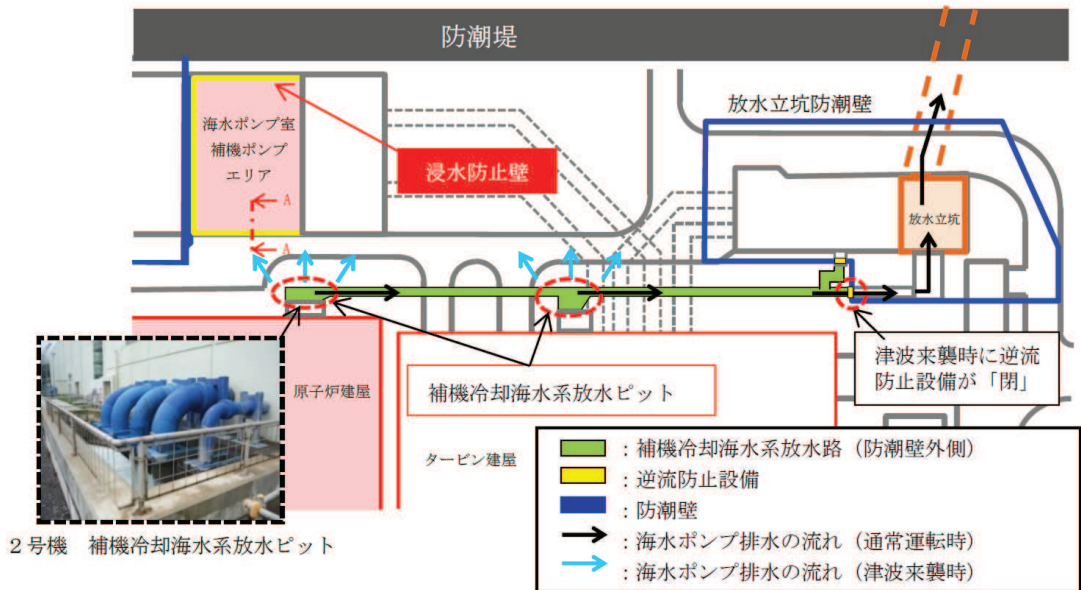 防潮堤
海水ポンプ室
補機ポンプ
エリア
浸水防止壁
A
A
放水立坑防潮壁
放水立坑
津波来襲時に逆流
防止設備が「閉」
原子炉建屋
補機冷却海水系放水ピット
タービン建屋
2号機 補機冷却海水系放水ピット
:補機冷却海水系放水路(防潮壁外側)
:逆流防止設備
:防潮壁
:海水ポンプ排水の流れ(通常運転時)
:海水ポンプ排水の流れ(津波来襲時)